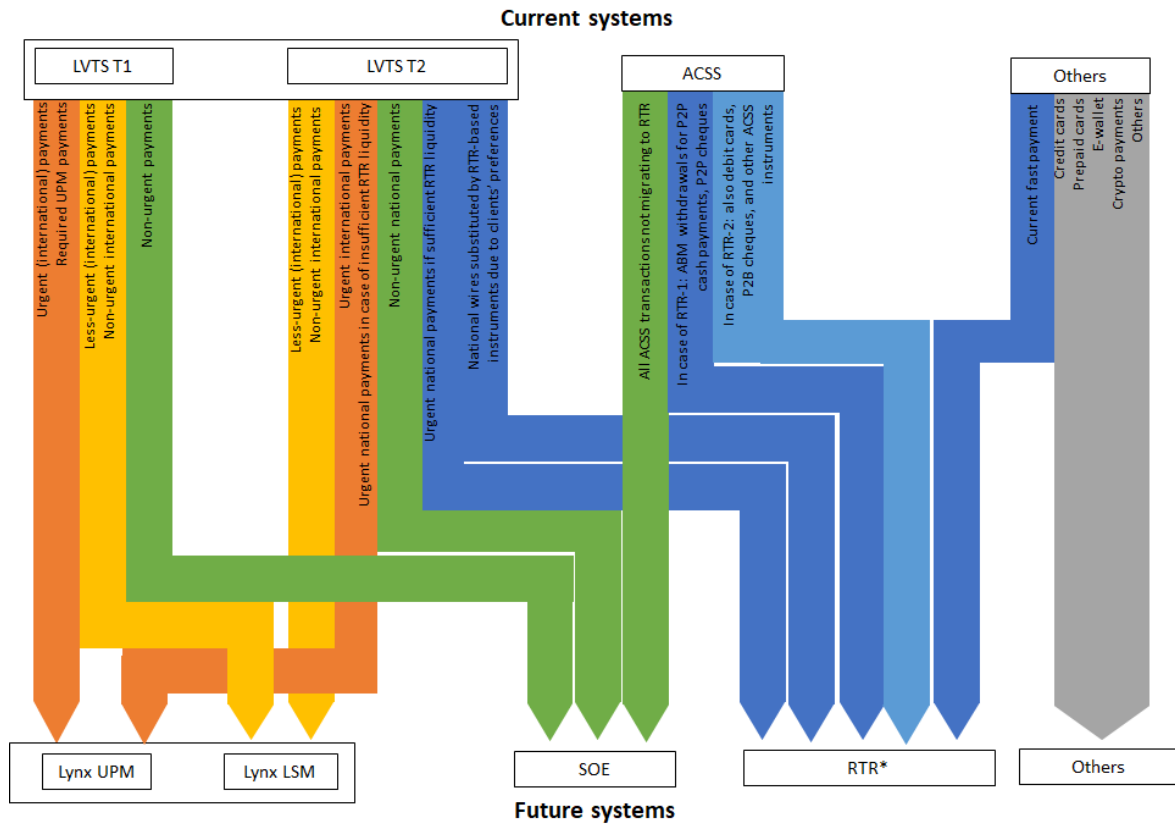 Current systems
LVTS T1
LVTS T2
ACSS
Others
Urgent (international) payments
Required UPM payments
Less-urgent (international) payments
Non-urgent international payments
Non-urgent payments
Less-urgent (international) payments
Non-urgent international payments
Urgent international payments
Urgent national payments in case of insufficient RTR liquidity
Non-urgent national payments
Urgent national payments if sufficient RTR liquidity
National wires substituted by RTR-based
instruments due to clients' preferences
All ACSS transactions not migrating to RTR
In case of RTR-1: ABM withdrawals for P2P
cash payments, P2P cheques
In case of RTR-2: also debit cards,
P2B cheques, and other ACSS
instruments
Current fast payment
Credit cards
Prepaid cards
E-wallet
Crypto payments
Others
Lynx UPM
Lynx LSM
SOE
RTR*
Others
Future systems